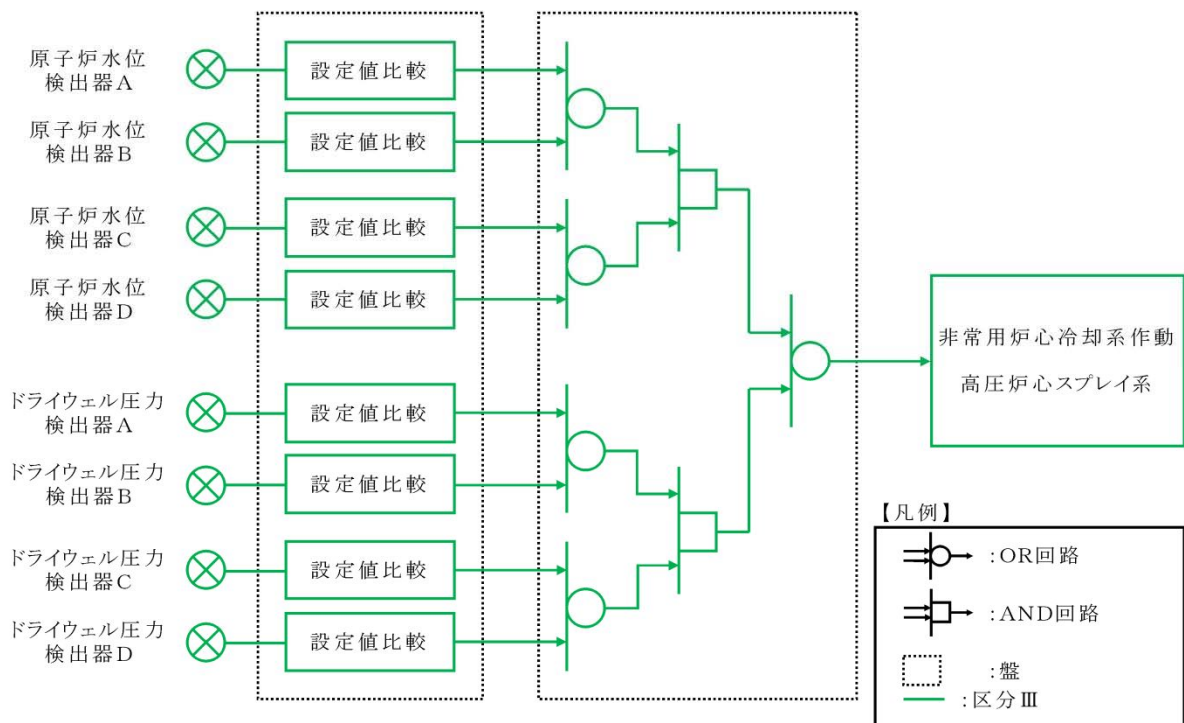 原子炉水位
検出器A
設定値比較
原子炉水位
検出器B
設定値比較
原子炉水位
検出器C
設定値比較
原子炉水位
検出器D
設定値比較
ドライウェル圧力
検出器A
設定値比較
ドライウェル圧力
検出器B
設定値比較
ドライウェル圧力
検出器C
設定値比較
ドライウェル圧力
検出器D
設定値比較
非常用炉心冷却系作動
高圧炉心スプレイ系
【凡例】
:OR回路
:AND回路
:盤
:区分Ⅲ